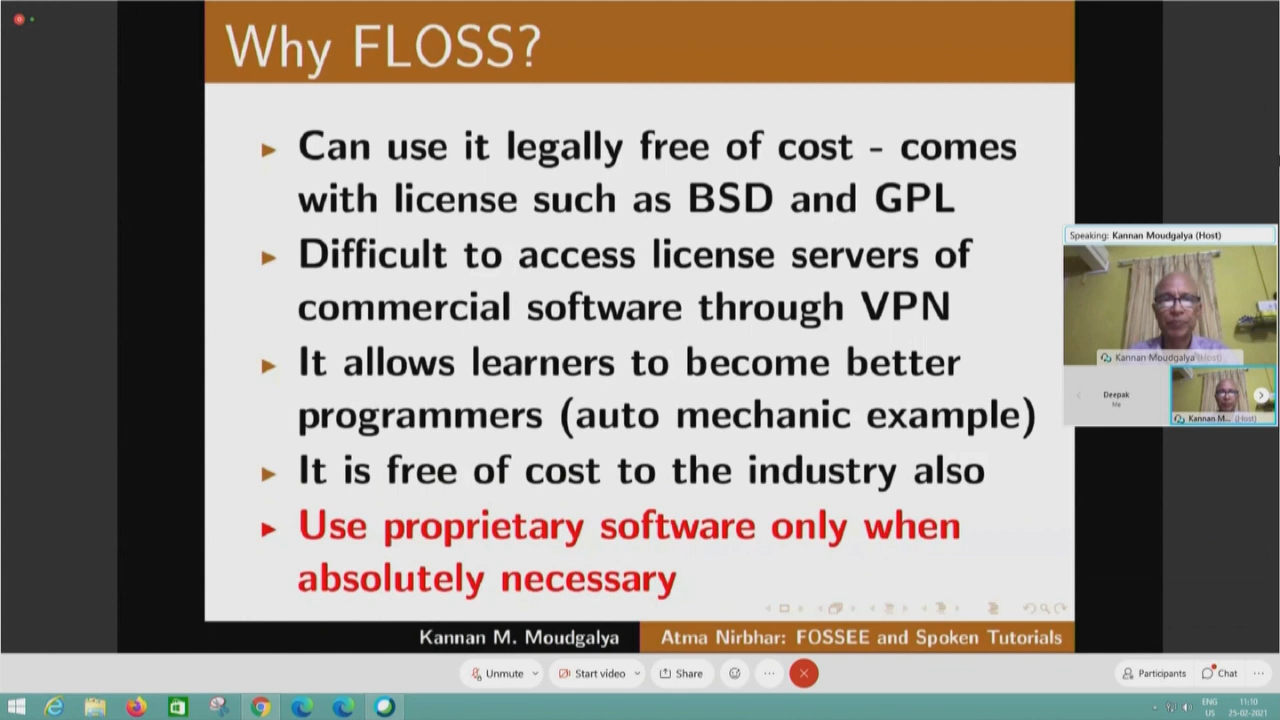 Why FLOSS?
Can use it legally free of cost - comes
with license such as BSD and GPL
Difficult to access license servers of
commercial software through VPN
It allows learners to become better
programmers (auto mechanic example)
It is free of cost to the industry also
Use proprietary software only when
absolutely necessary
Kannan M. Moudgalya
Atma Nirbhar: FOSSEE and Spoken Tutorials
Speaking: Kannan Moudgalya (Host)
Kannan Moudgalya (Host)
Deepak
Me
Kannan M... (Host)
Unmute
Start video
Share
Participants
Chat
ENG
US
11:10
25-02-2021